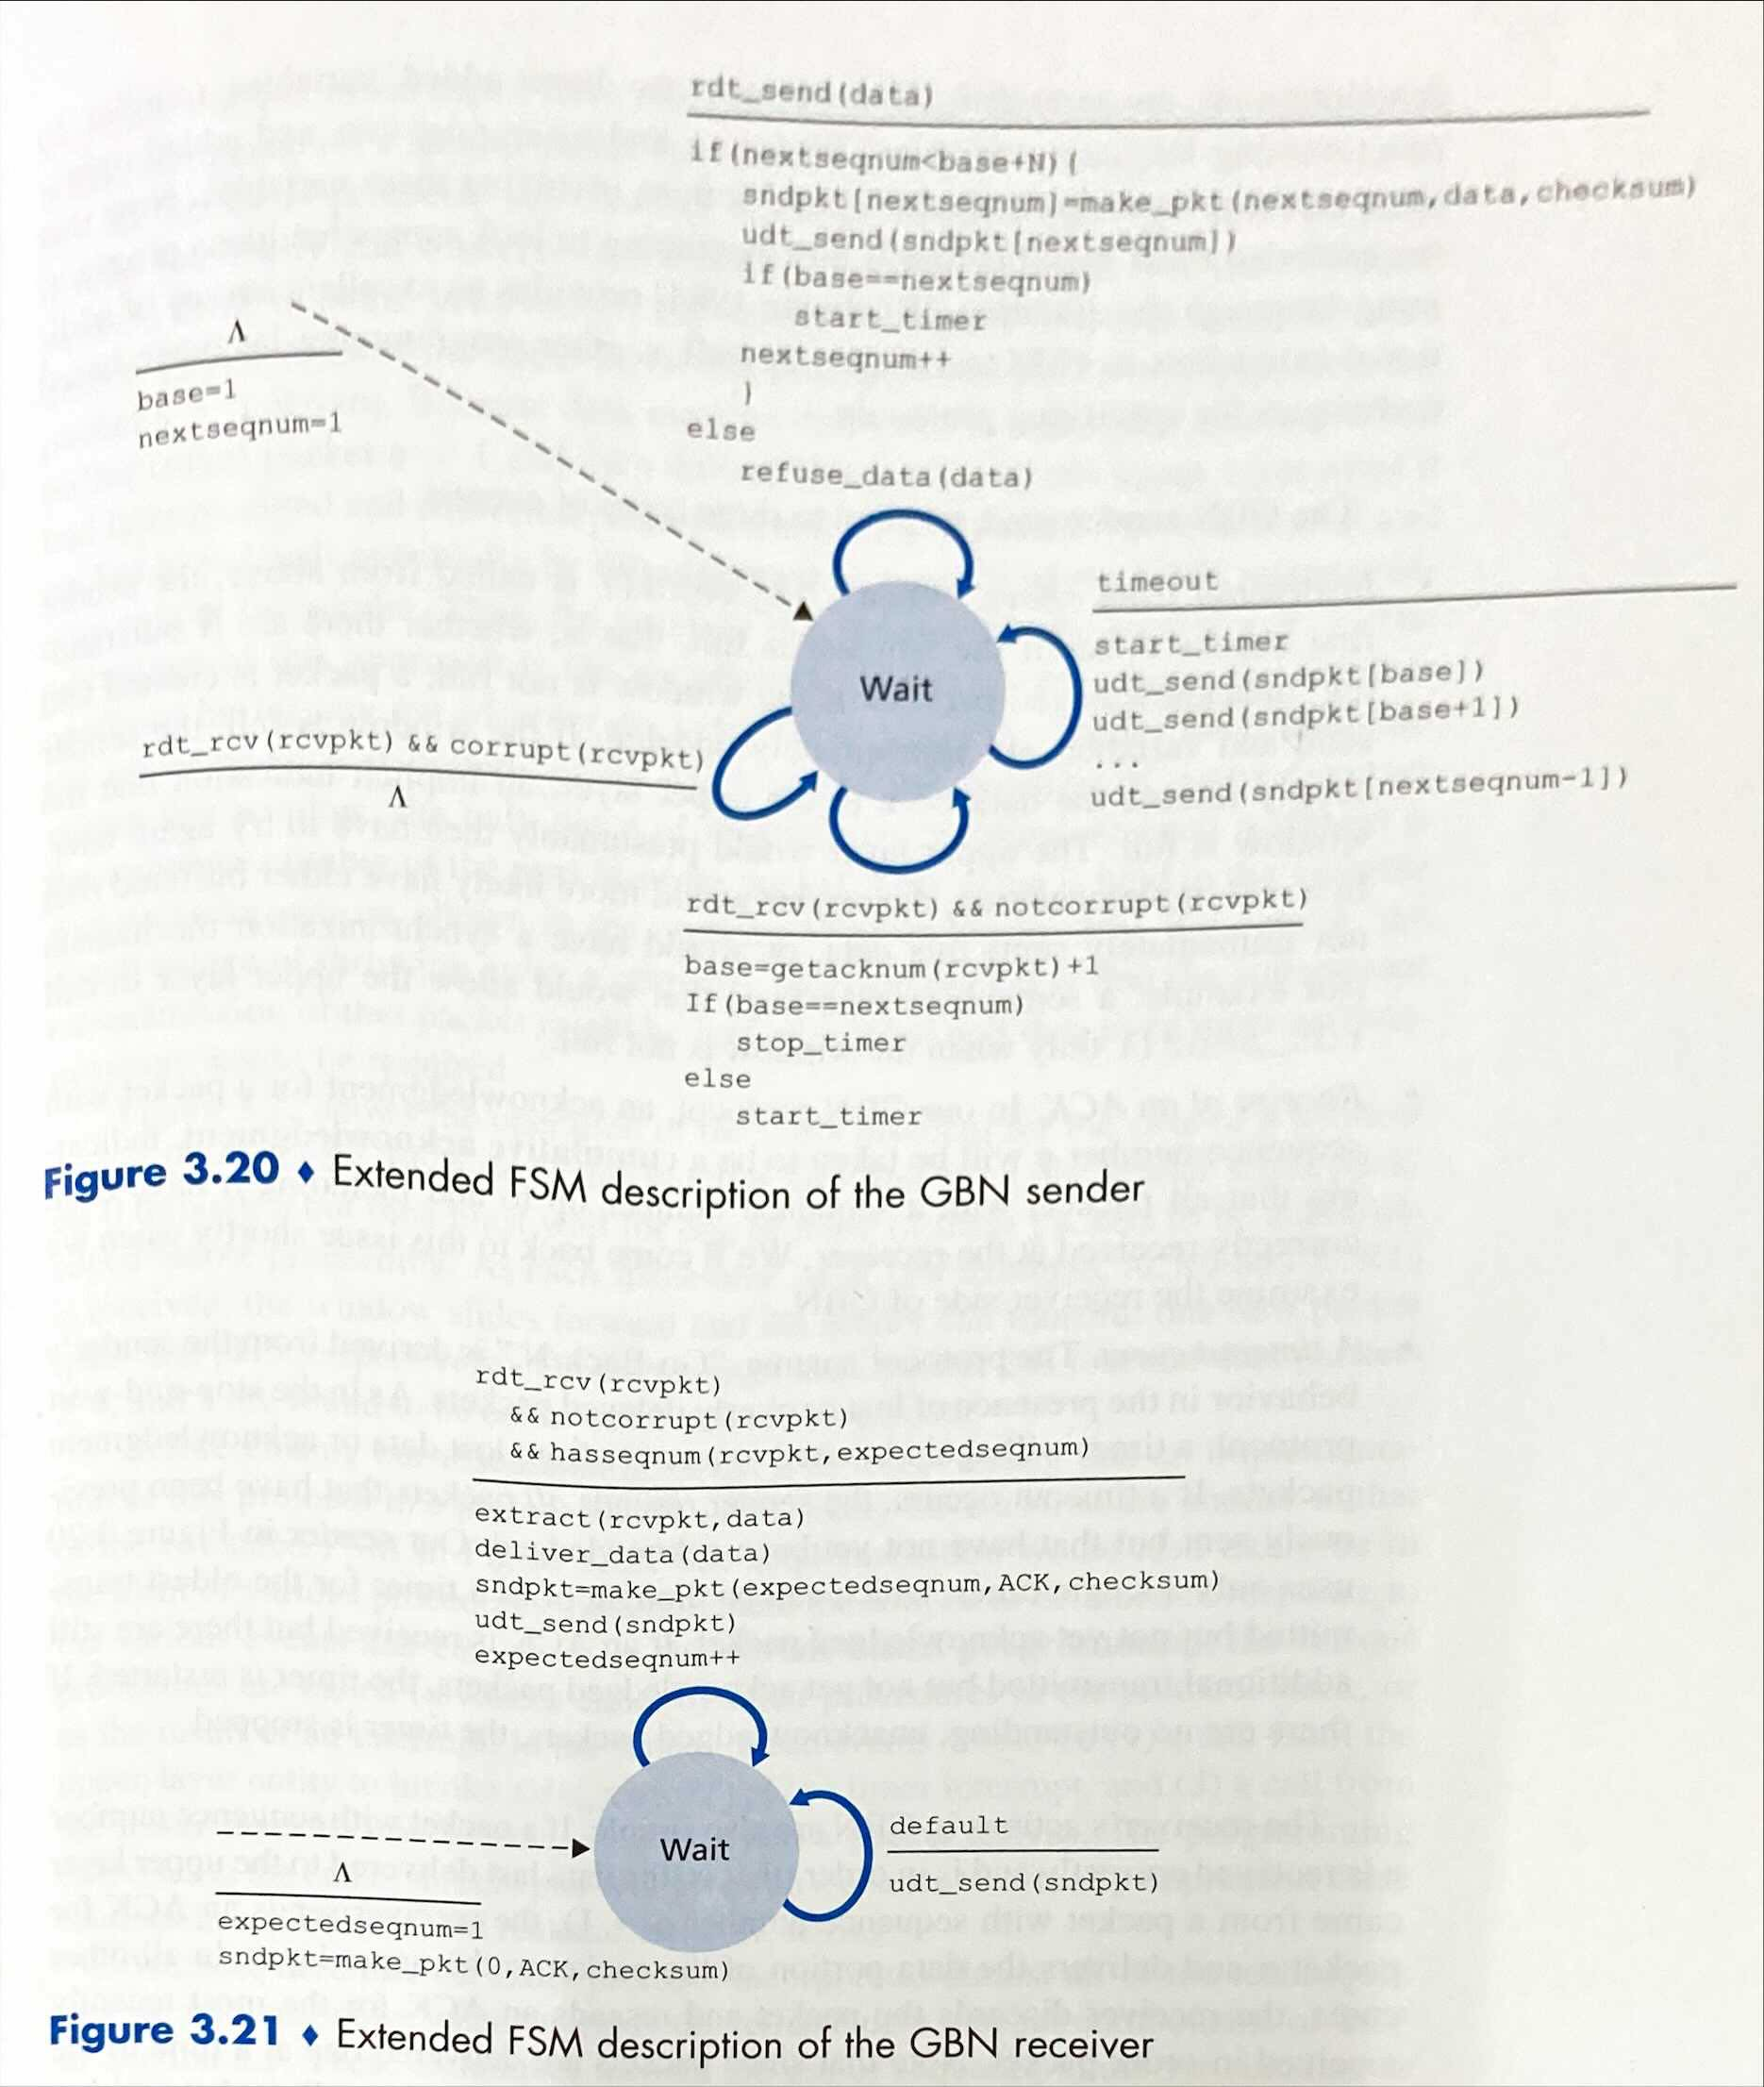 rdt_send(data)
if(nextseqnum<base+N){
sndpkt[nextseqnum]=make_pkt(nextseqnum,data,checksum)
udt_send(sndpkt[nextseqnum])
if(base==nextseqnum)
start_timer
nextseqnum++
}
else
refuse_data(data)
Λ
base=1
nextseqnum=1
Wait
timeout
start_timer
udt_send(sndpkt[base])
udt_send(sndpkt[base+1])
...
udt_send(sndpkt[nextseqnum-1])
rdt_rcv(rcvpkt) && corrupt(rcvpkt)
Λ
rdt_rcv(rcvpkt) && notcorrupt(rcvpkt)
base=getacknum(rcvpkt)+1
If(base==nextseqnum)
stop_timer
else
start_timer
Figure 3.20 ♦ Extended FSM description of the GBN sender
rdt_rcv(rcvpkt)
&& notcorrupt(rcvpkt)
&& hasseqnum(rcvpkt,expectedseqnum)
extract(rcvpkt,data)
deliver_data(data)
sndpkt=make_pkt(expectedseqnum,ACK,checksum)
udt_send(sndpkt)
expectedseqnum++
Wait
default
udt_send(sndpkt)
Λ
expectedseqnum=1
sndpkt=make_pkt(0,ACK,checksum)
Figure 3.21 ♦ Extended FSM description of the GBN receiver